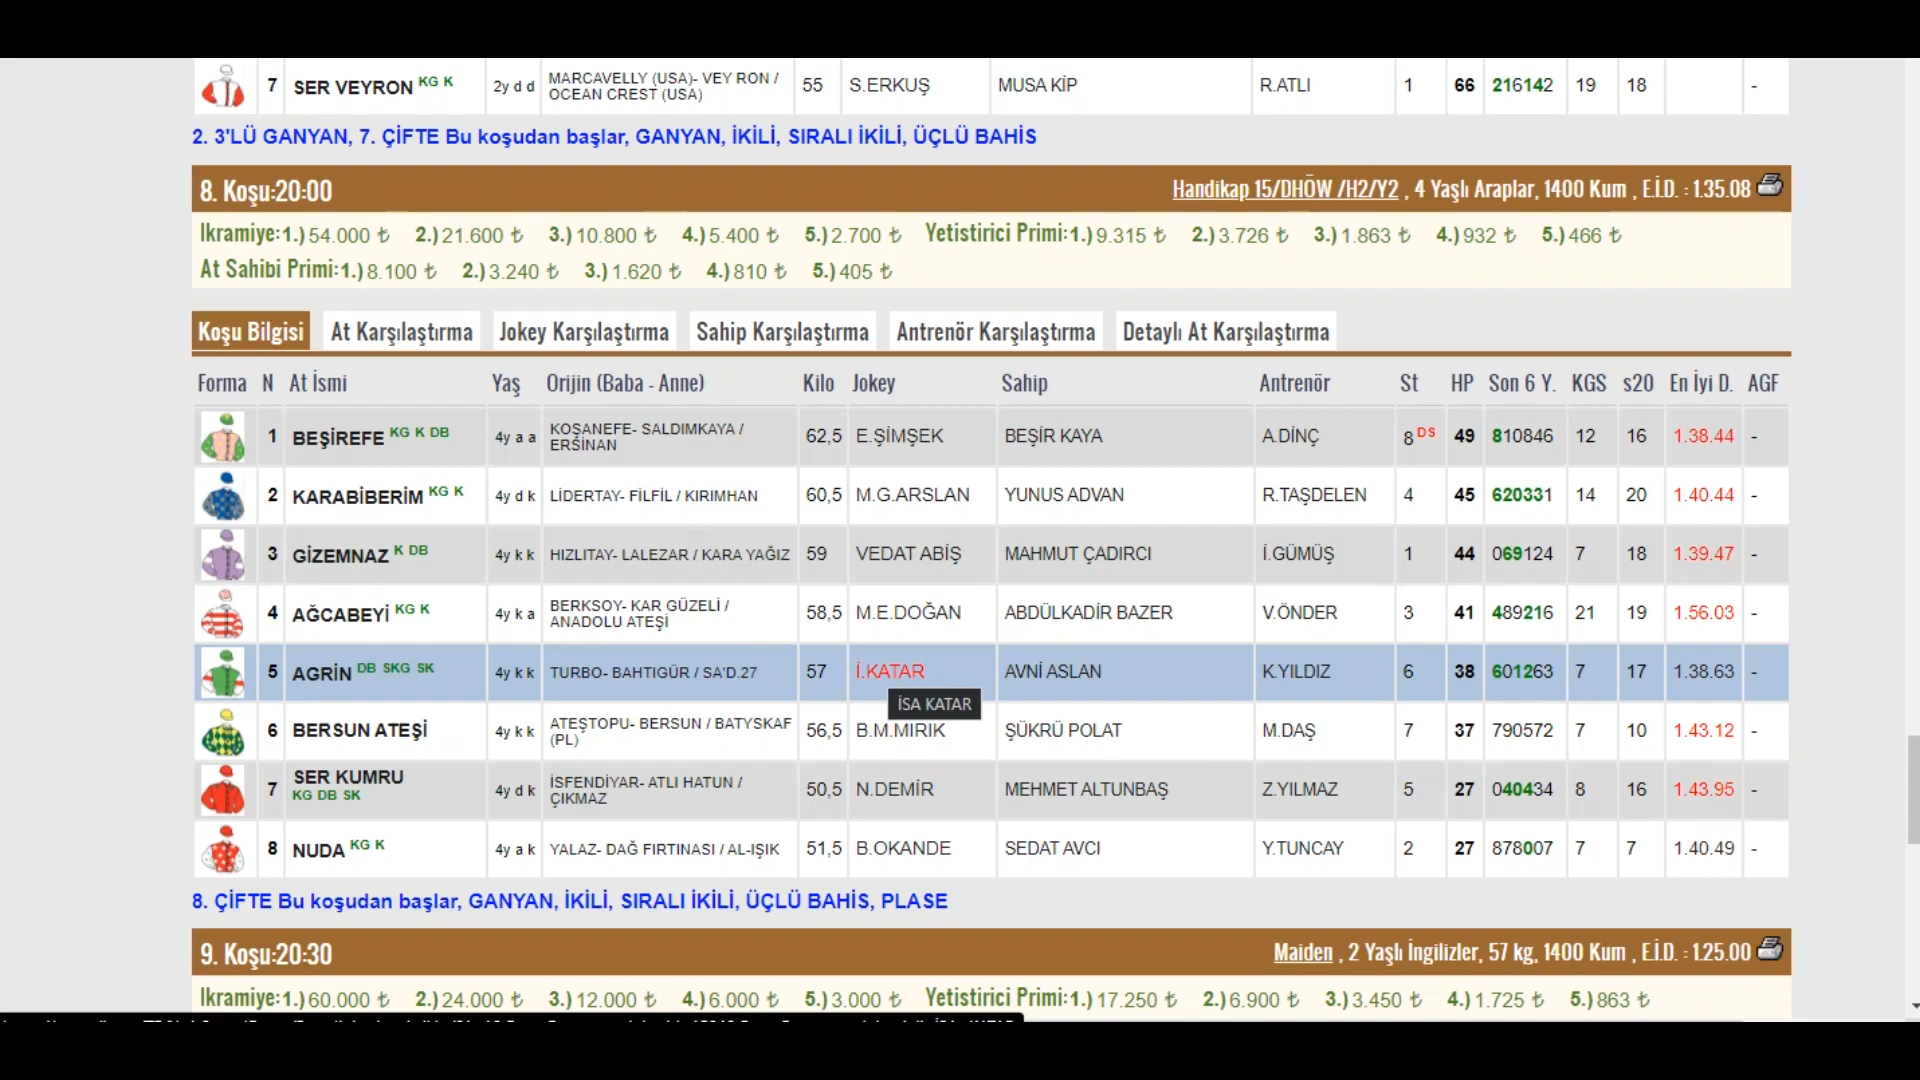 7 SER VEYRON KG K 2y d d MARCAVELLY (USA)- VEY RON / OCEAN CREST (USA) 55 S.ERKUŞ MUSA KİP R.ATLI 1 66 216142 19 18 -
2. 3'LÜ GANYAN, 7. ÇİFTE Bu koşudan başlar, GANYAN, İKİLİ, SIRALI İKİLİ, ÜÇLÜ BAHİS
8. Koşu:20:00 Handikap 15/DHÖW /H2/Y2 , 4 Yaşlı Araplar, 1400 Kum , E.İ.D. : 1.35.08
Ikramiye:1.) 54.000 ₺ 2.) 21.600 ₺ 3.) 10.800 ₺ 4.) 5.400 ₺ 5.) 2.700 ₺ Yetistirici Primi:1.) 9.315 ₺ 2.) 3.726 ₺ 3.) 1.863 ₺ 4.) 932 ₺ 5.) 466 ₺
At Sahibi Primi:1.) 8.100 ₺ 2.) 3.240 ₺ 3.) 1.620 ₺ 4.) 810 ₺ 5.) 405 ₺
Koşu Bilgisi At Karşılaştırma Jokey Karşılaştırma Sahip Karşılaştırma Antrenör Karşılaştırma Detaylı At Karşılaştırma
Forma N At İsmi Yaş Orijin (Baba - Anne) Kilo Jokey Sahip Antrenör St HP Son 6 Y. KGS s20 En İyi D. AGF
1 BEŞİREFE KG K DB 4y a a KOŞANEFE- SALDIMKAYA / ERSİNAN 62,5 E.ŞİMŞEK BEŞİR KAYA A.DİNÇ 8 DS 49 810846 12 16 1.38.44 -
2 KARABİBERİM KG K 4y d k LİDERTAY- FİLFİL / KIRIMHAN 60,5 M.G.ARSLAN YUNUS ADVAN R.TAŞDELEN 4 45 620331 14 20 1.40.44 -
3 GİZEMNAZ K DB 4y k k HIZLITAY- LALEZAR / KARA YAĞIZ 59 VEDAT ABİŞ MAHMUT ÇADIRCI İ.GÜMÜŞ 1 44 069124 7 18 1.39.47 -
4 AĞCABEYİ KG K 4y k a BERKSOY- KAR GÜZELİ / ANADOLU ATEŞİ 58,5 M.E.DOĞAN ABDÜLKADİR BAZER V.ÖNDER 3 41 489216 21 19 1.56.03 -
5 AGRİN DB SKG SK 4y k k TURBO- BAHTIGÜR / SA'D.27 57 İ.KATAR AVNİ ASLAN K.YILDIZ 6 38 601263 7 17 1.38.63 -
İSA KATAR
6 BERSUN ATEŞİ 4y k k ATEŞTOPU- BERSUN / BATYSKAF (PL) 56,5 B.M.MIRIK ŞÜKRÜ POLAT M.DAŞ 7 37 790572 7 10 1.43.12 -
7 SER KUMRU KG DB SK 4y d k İSFENDİYAR- ATLI HATUN / ÇIKMAZ 50,5 N.DEMİR MEHMET ALTUNBAŞ Z.YILMAZ 5 27 040434 8 16 1.43.95 -
8 NUDA KG K 4y a k YALAZ- DAĞ FIRTINASI / AL-IŞIK 51,5 B.OKANDE SEDAT AVCI Y.TUNCAY 2 27 878007 7 7 1.40.49 -
8. ÇİFTE Bu koşudan başlar, GANYAN, İKİLİ, SIRALI İKİLİ, ÜÇLÜ BAHİS, PLASE
9. Koşu:20:30 Maiden , 2 Yaşlı İngilizler, 57 kg, 1400 Kum , E.İ.D. : 1.25.00
Ikramiye:1.) 60.000 ₺ 2.) 24.000 ₺ 3.) 12.000 ₺ 4.) 6.000 ₺ 5.) 3.000 ₺ Yetistirici Primi:1.) 17.250 ₺ 2.) 6.900 ₺ 3.) 3.450 ₺ 4.) 1.725 ₺ 5.) 863 ₺